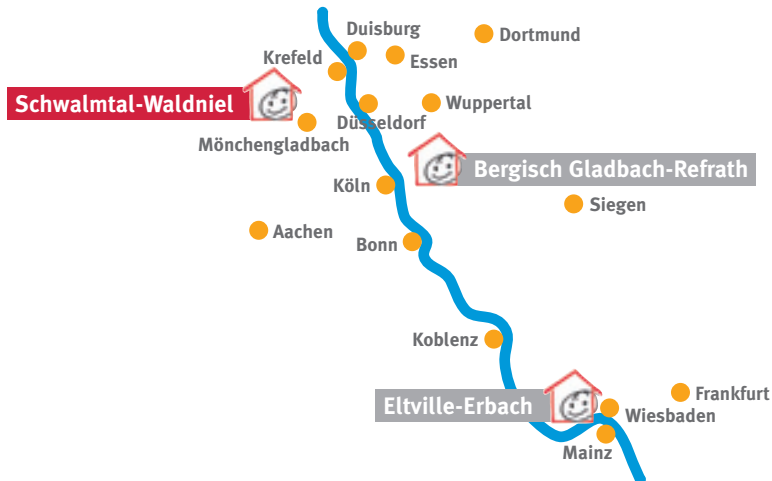 Duisburg
Dortmund
Krefeld
Essen
Schwalmtal-Waldniel
Wuppertal
Düsseldorf
Mönchengladbach
Bergisch Gladbach-Refrath
Köln
Siegen
Aachen
Bonn
Koblenz
Frankfurt
Eltville-Erbach
Wiesbaden
Mainz